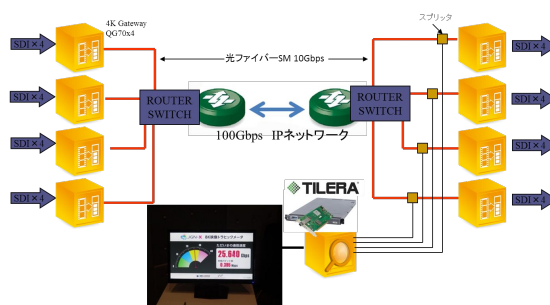 スプリッタ
4K Gateway
QG70x4
SDI×4
SDI×4
光ファイバーSM 10Gbps
SDI×4
SDI×4
ROUTER
SWITCH
ROUTER
SWITCH
100Gbps IPネットワーク
SDI×4
SDI×4
SDI×4
SDI×4
TILERA
25.640